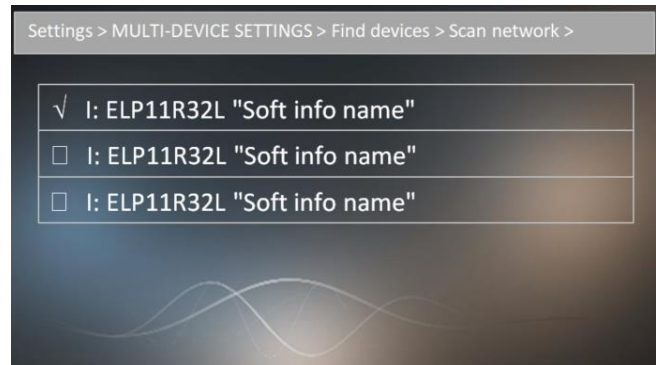 Settings > MULTI-DEVICE SETTINGS > Find devices > Scan network >
√ I: ELP11R32L "Soft info name"
□ I: ELP11R32L "Soft info name"
□ I: ELP11R32L "Soft info name"